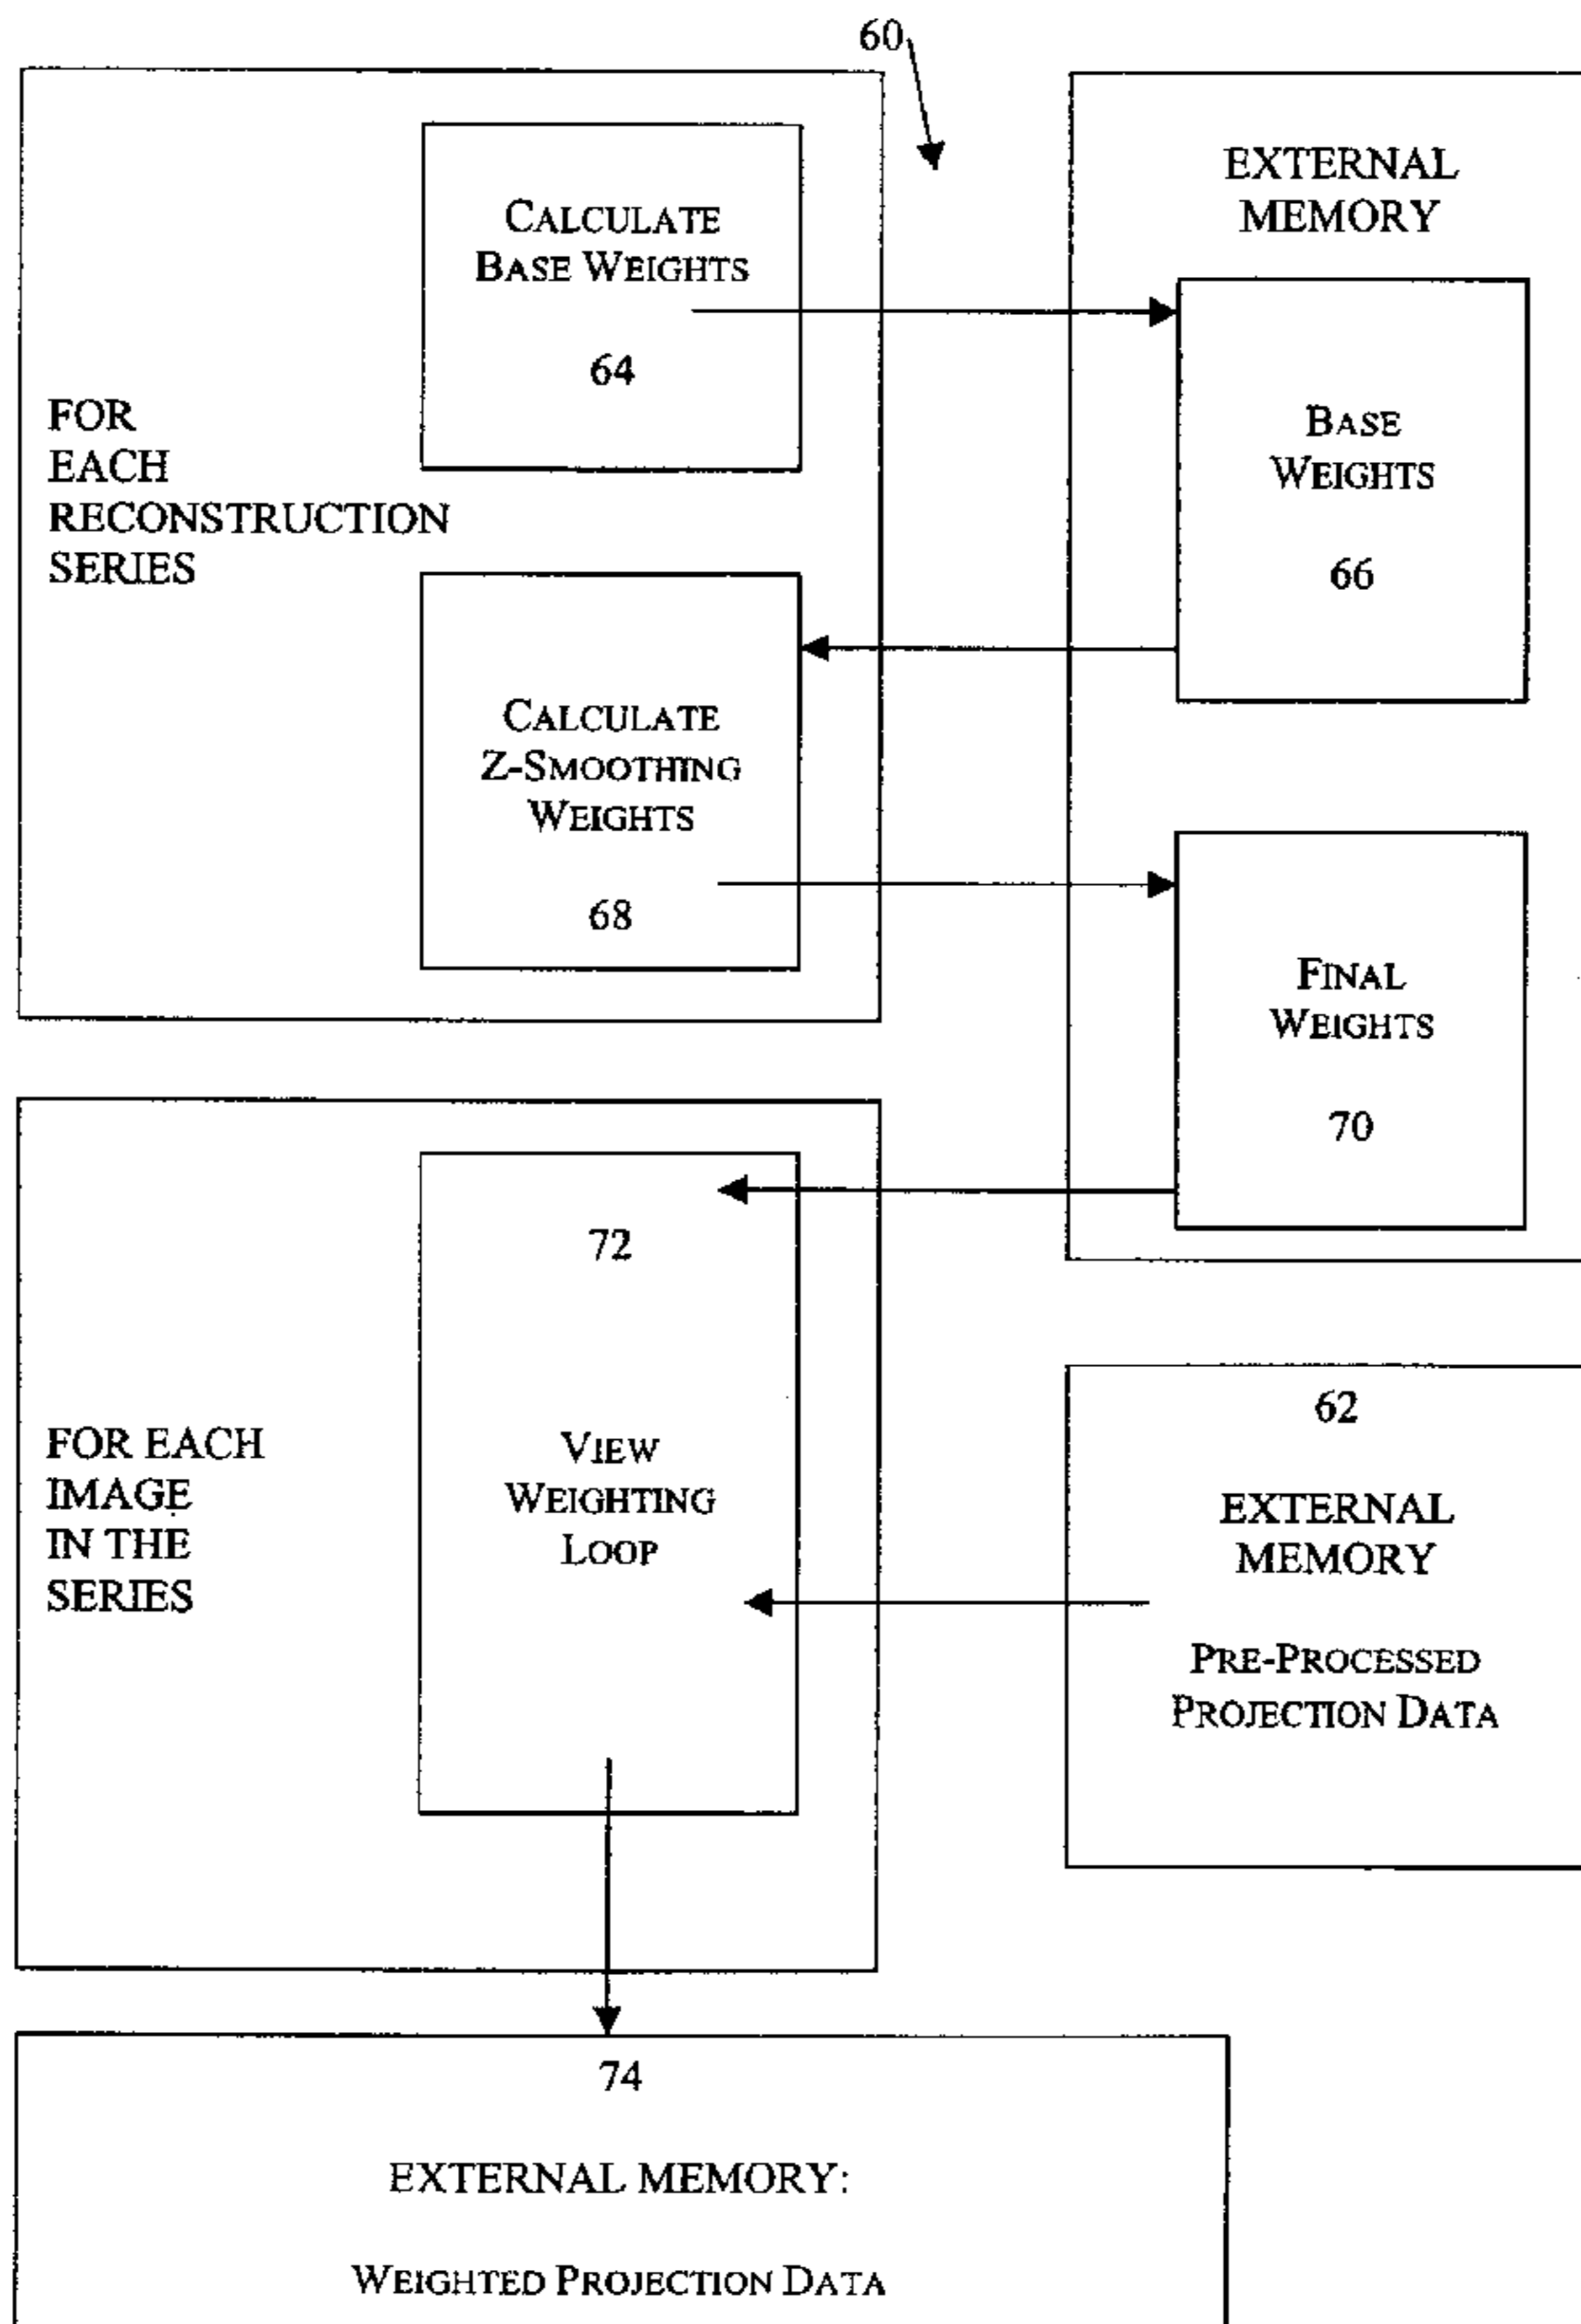 60
CALCULATE
BASE WEIGHTS
64
FOR
EACH
RECONSTRUCTION
SERIES
CALCULATE
Z-SMOOTHING
WEIGHTS
68
EXTERNAL
MEMORY
BASE
WEIGHTS
66
FINAL
WEIGHTS
70
FOR EACH
IMAGE
IN THE
SERIES
72
VIEW
WEIGHTING
LOOP
62
EXTERNAL
MEMORY
PRE-PROCESSED
PROJECTION DATA
74
EXTERNAL MEMORY:
WEIGHTED PROJECTION DATA